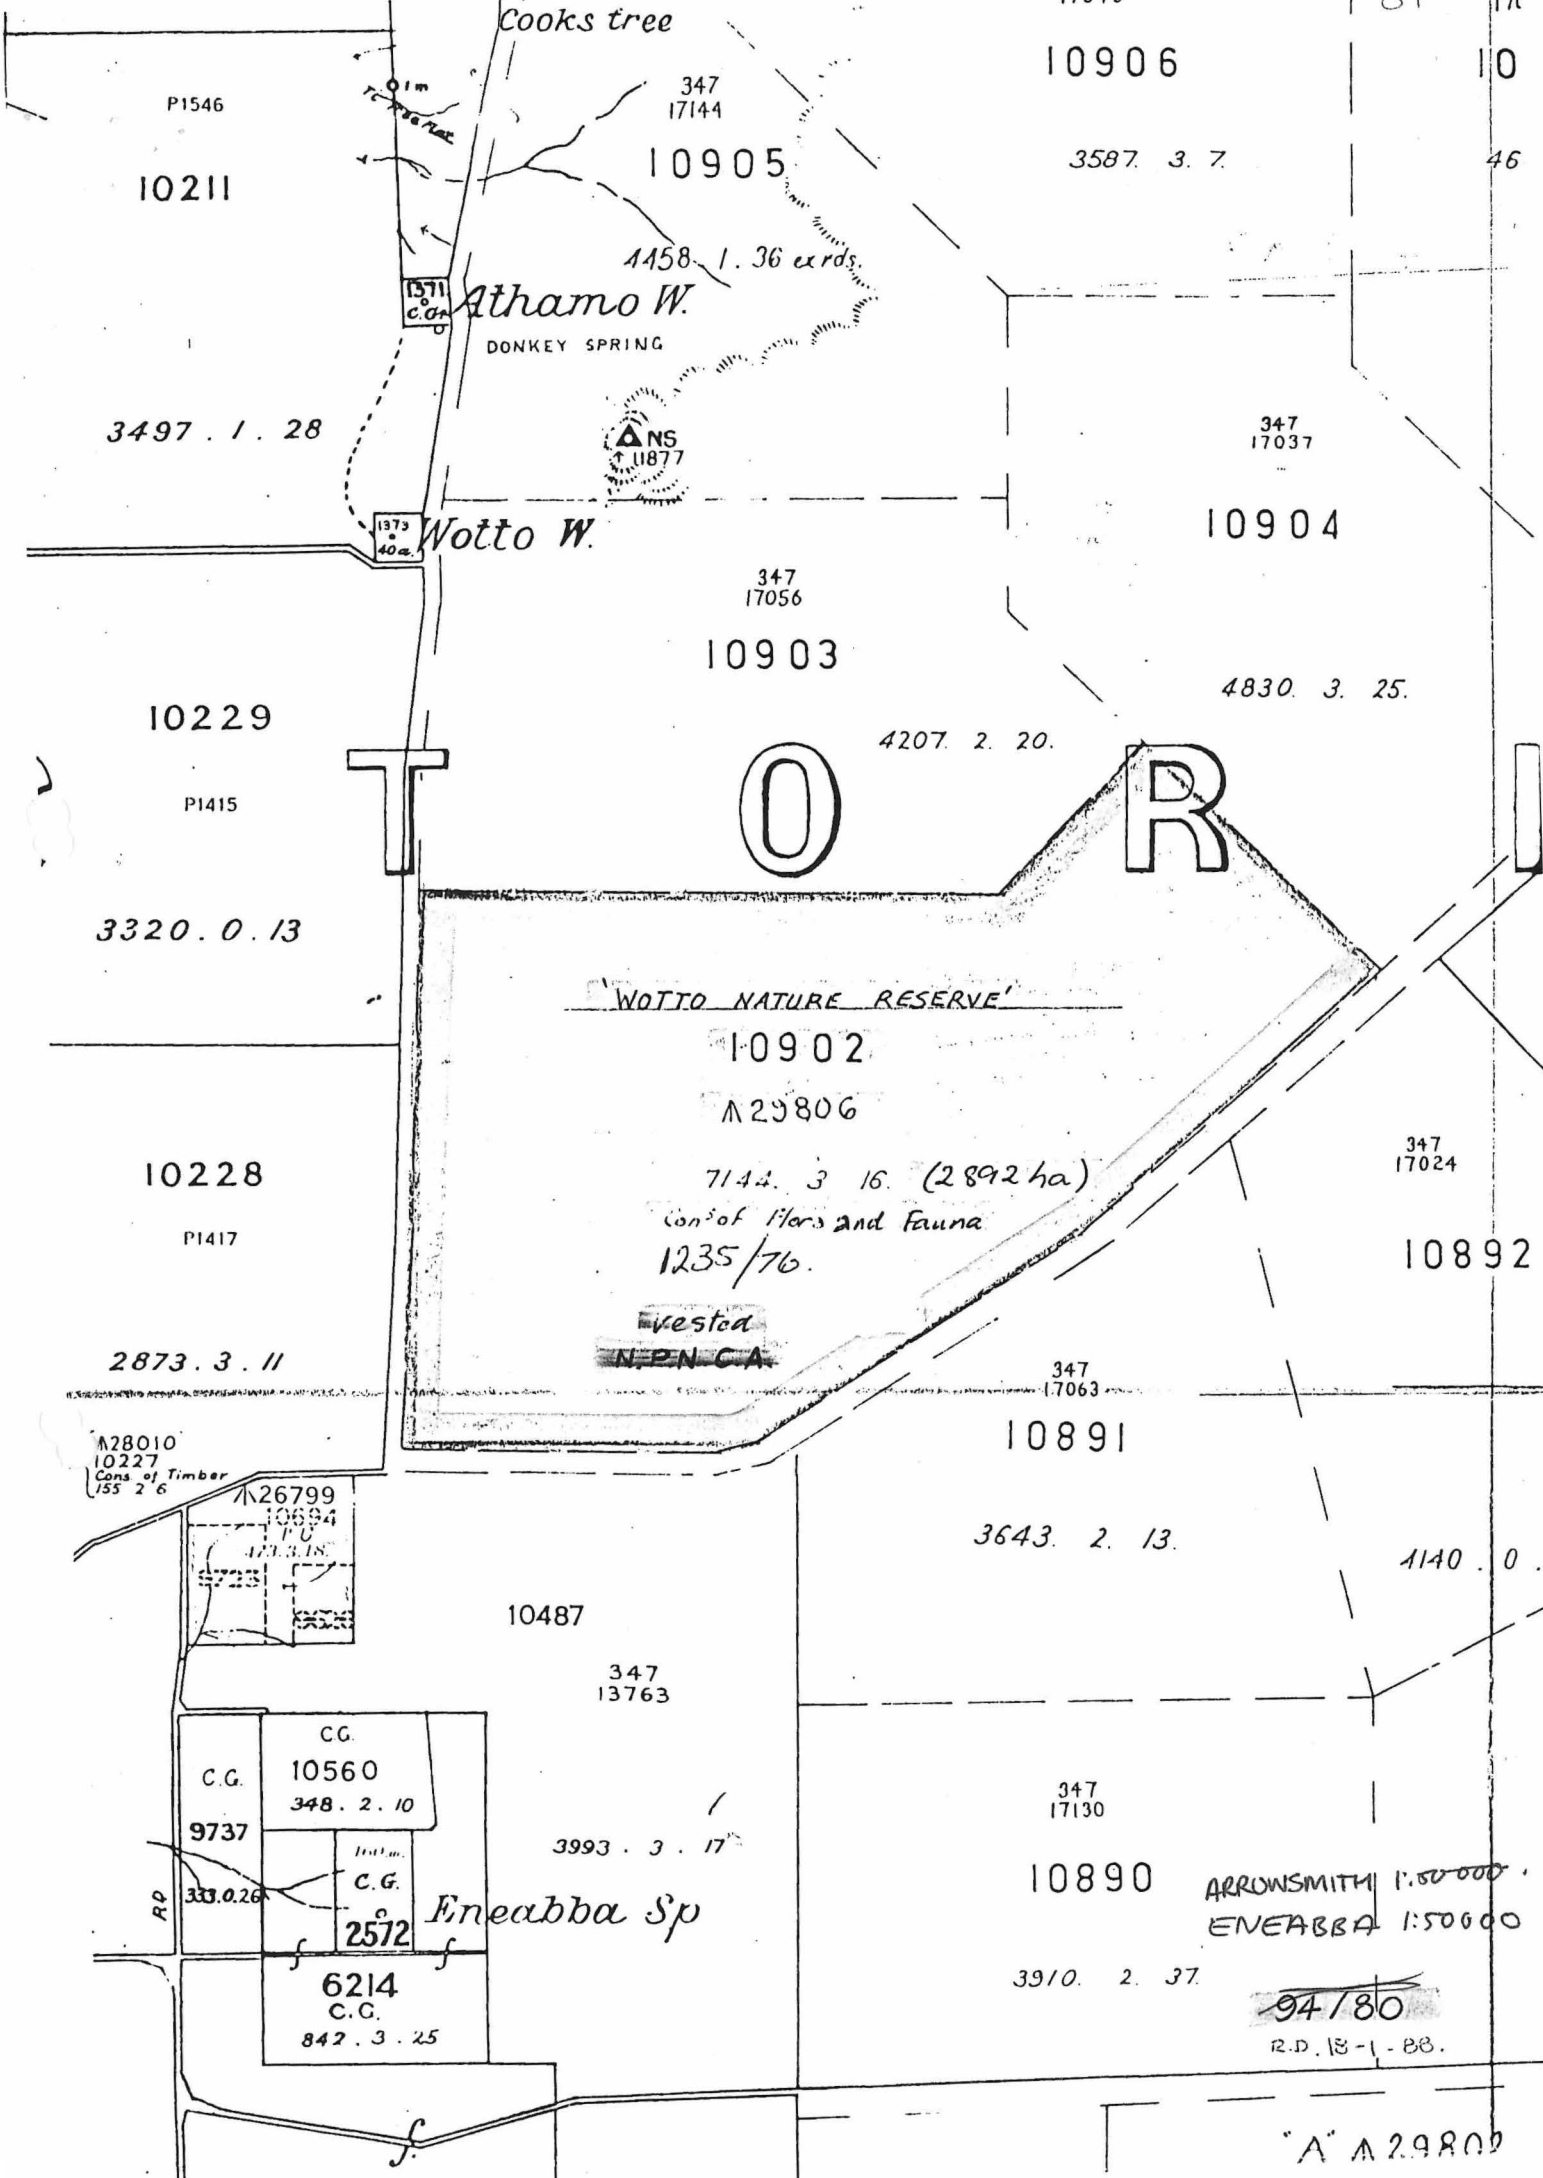 Cooks tree
10906
10
P1546
1m
347
17144
10211
10905
3587. 3. 7.
46
4458. 1. 36 ex rds.
1371
C.Gr
Athamo W.
DONKEY SPRING
3497 . 1 . 28
NS
11877
347
17037
10904
1373
40a.
Wotto W.
347
17056
10903
4830. 3. 25.
10229
4207. 2. 20.
T O R I
P1415
3320 . 0 . 13
'WOTTO NATURE RESERVE'
10902
29806
7144. 3 16. (2892 ha)
Cons of Flora and Fauna
1235/76.
vested
N.P.N.C.A.
347
17024
10228
P1417
10892
2873 . 3 . 11
347
17063
10891
28010
10227
Cons. of Timber
155 2 6
26799
10694
3643. 2. 13.
4140 . 0 .
10487
347
13763
C.G.
10560
348 . 2 . 10
C.G.
9737
333.0.26
C.G.
2572
Eneabba Sp
3993 . 3 . 17
347
17130
10890
ARROWSMITH 1:50000.
ENEABBA 1:50000
RD
6214
C.G.
842 . 3 . 25
3910. 2. 37.
94/80
R.D. 18-1-88.
"A"